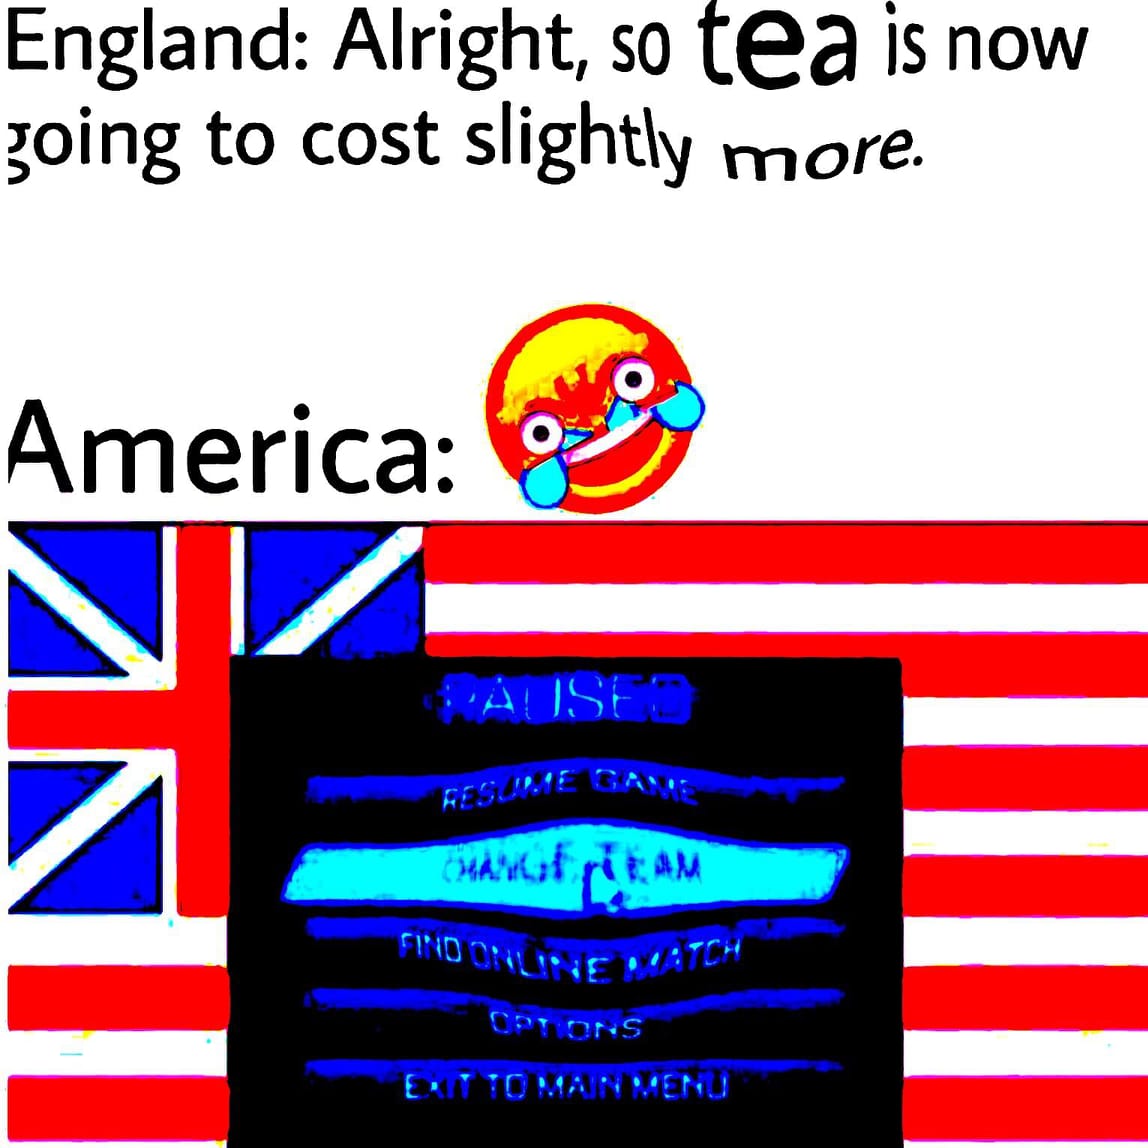 England: Alright, so tea is now
going to cost slightly more.
America:
PAUSED
RESUME GAME
CHANGE TEAM
FIND ONLINE MATCH
OPTIONS
EXIT TO MAIN MENU